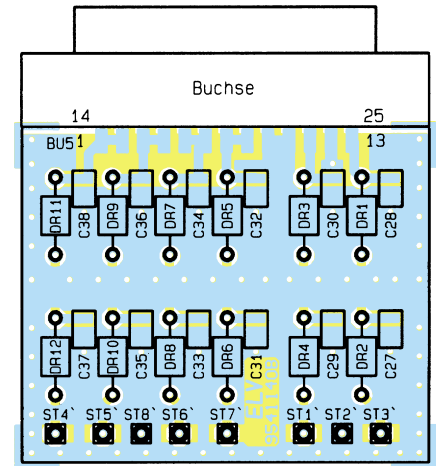 Buchse
14 25
BU5 1 13
DR11 C38 DR9 C36 DR7 C34 DR5 C32 DR3 C30 DR1 C28
DR12 C37 DR10 C35 DR8 C33 DR6 C31 DR4 C29 DR2 C27
ELV
95411408
ST4` ST5` ST8` ST6` ST7` ST1` ST2` ST3`